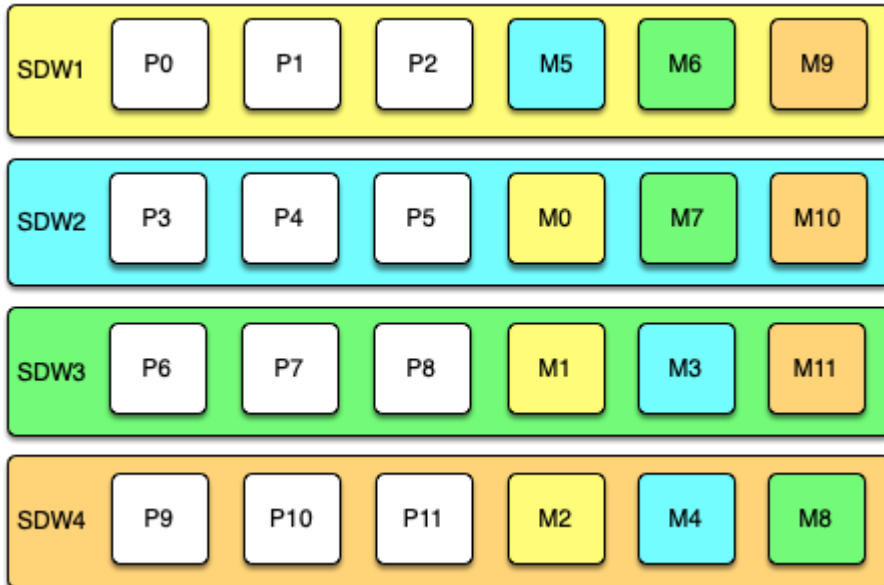 SDW1 P0 P1 P2 M5 M6 M9
SDW2 P3 P4 P5 M0 M7 M10
SDW3 P6 P7 P8 M1 M3 M11
SDW4 P9 P10 P11 M2 M4 M8